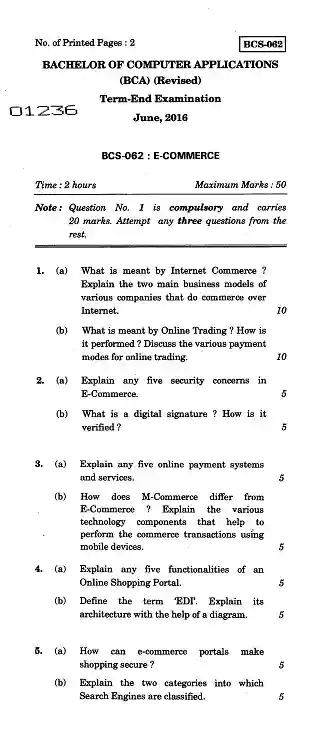 No. of Printed Pages : 2 BCS-062
BACHELOR OF COMPUTER APPLICATIONS
(BCA) (Revised)
Term-End Examination
01236
June, 2016
BCS-062 : E-COMMERCE
Time : 2 hours Maximum Marks : 50
Note : Question No. 1 is compulsory and carries
20 marks. Attempt any three questions from the
rest.
1. (a) What is meant by Internet Commerce ?
Explain the two main business models of
various companies that do commerce over
Internet. 10
(b) What is meant by Online Trading ? How is
it performed ? Discuss the various payment
modes for online trading. 10
2. (a) Explain any five security concerns in
E-Commerce. 5
(b) What is a digital signature ? How is it
verified ? 5
3. (a) Explain any five online payment systems
and services. 5
(b) How does M-Commerce differ from
E-Commerce ? Explain the various
technology components that help to
perform the commerce transactions using
mobile devices. 5
4. (a) Explain any five functionalities of an
Online Shopping Portal. 5
(b) Define the term 'EDI'. Explain its
architecture with the help of a diagram. 5
5. (a) How can e-commerce portals make
shopping secure ? 5
(b) Explain the two categories into which
Search Engines are classified. 5